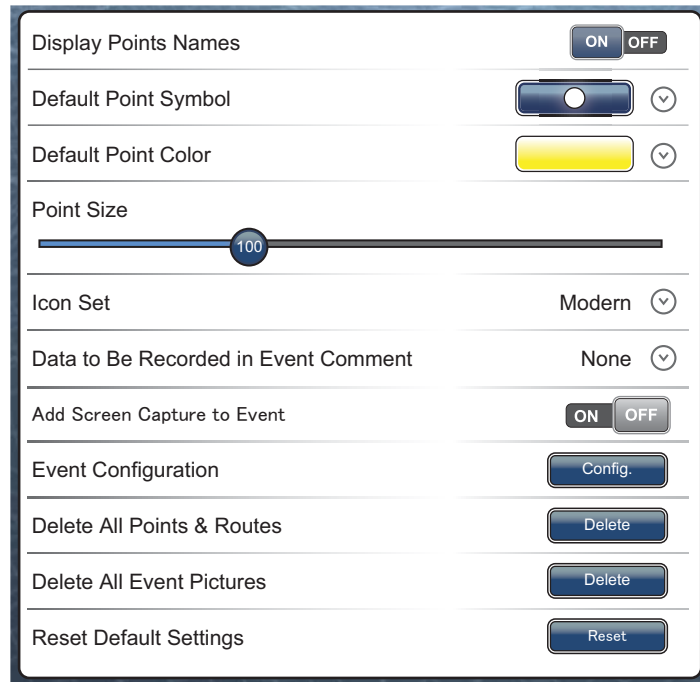 Display Points Names ON OFF
Default Point Symbol
Default Point Color
Point Size
100
Icon Set Modern
Data to Be Recorded in Event Comment None
Add Screen Capture to Event ON OFF
Event Configuration Config.
Delete All Points & Routes Delete
Delete All Event Pictures Delete
Reset Default Settings Reset